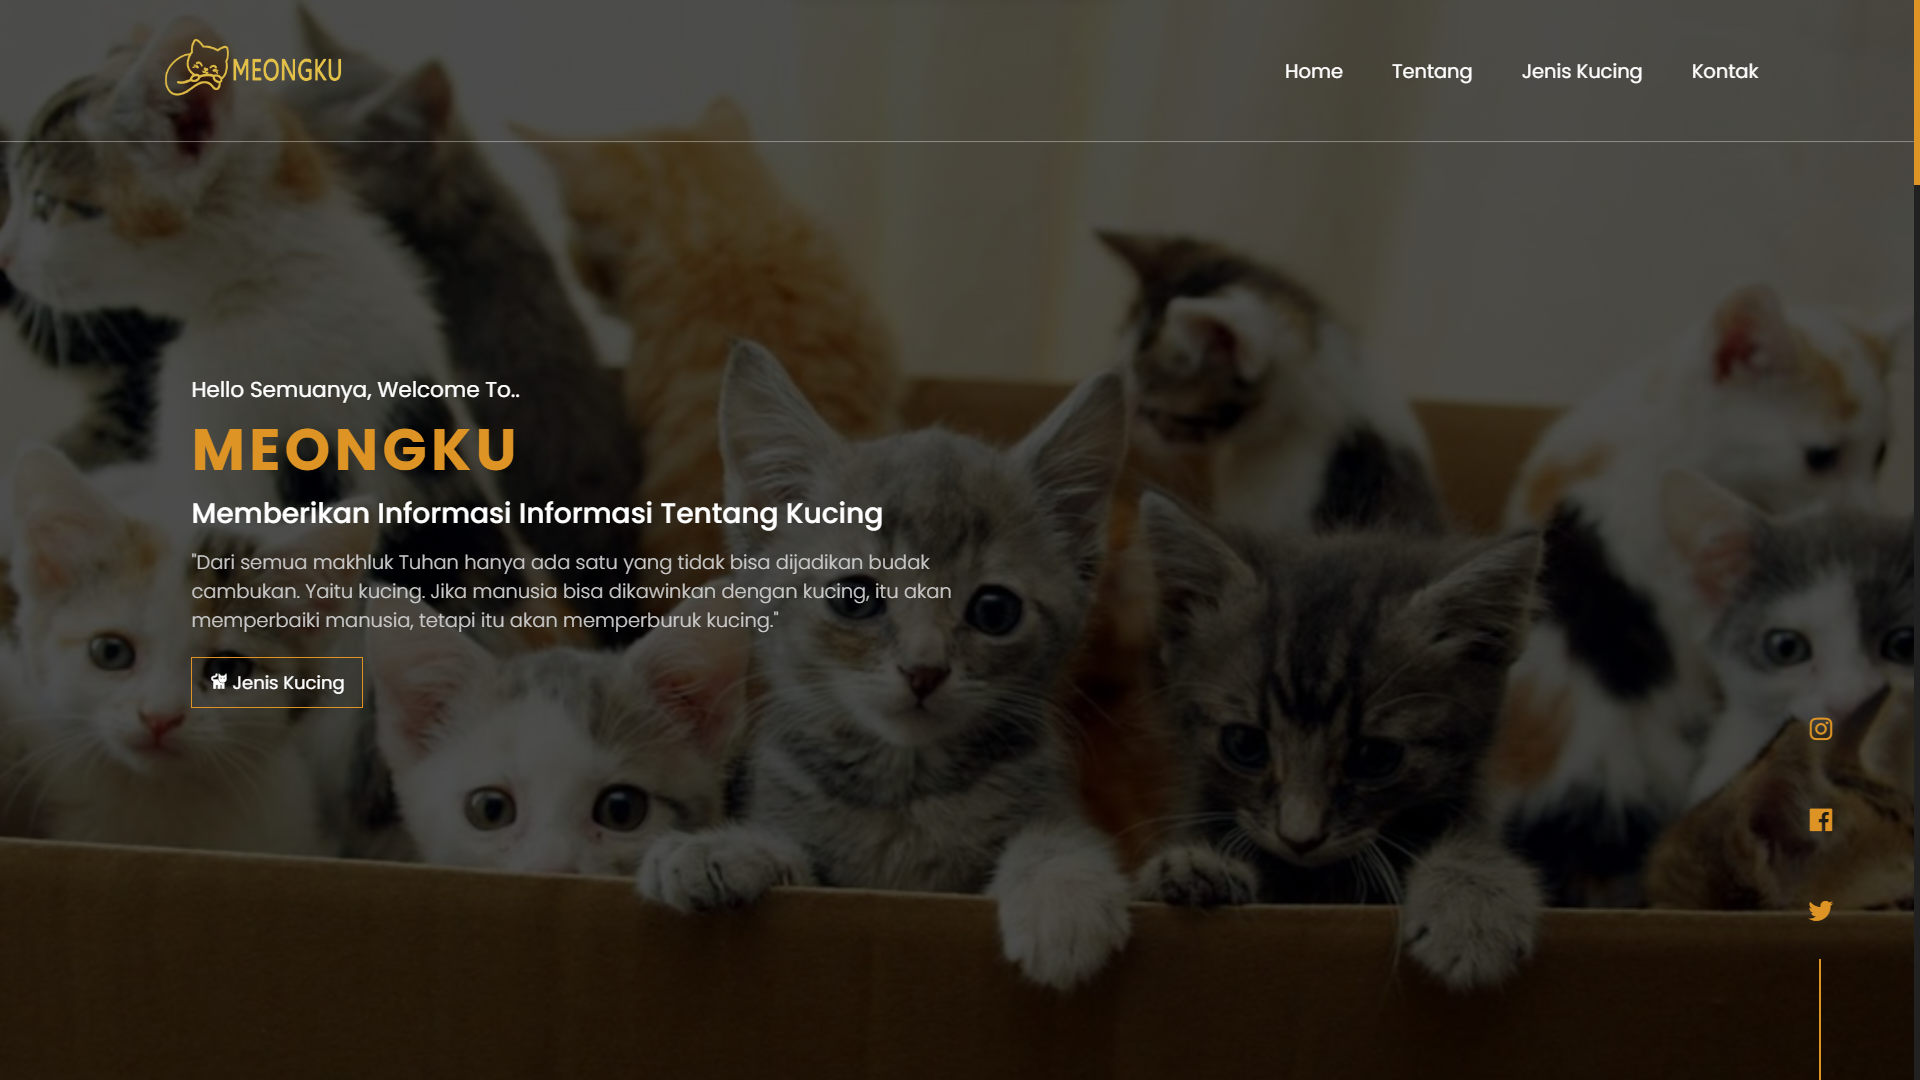 MEONGKU
Home Tentang Jenis Kucing Kontak
Hello Semuanya, Welcome To..
MEONGKU
Memberikan Informasi Informasi Tentang Kucing
"Dari semua makhluk Tuhan hanya ada satu yang tidak bisa dijadikan budak
cambukan. Yaitu kucing. Jika manusia bisa dikawinkan dengan kucing, itu akan
memperbaiki manusia, tetapi itu akan memperburuk kucing."
Jenis Kucing